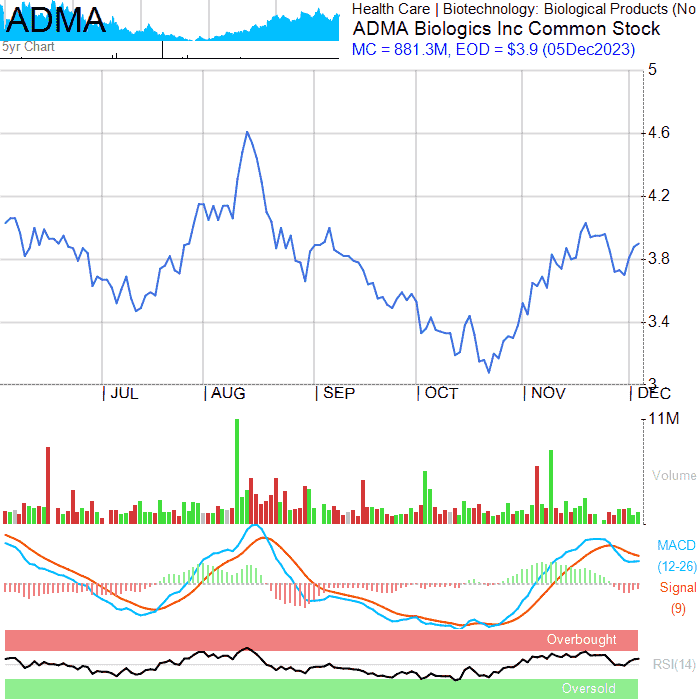 ADMA
5yr Chart
Health Care | Biotechnology: Biological Products (No
ADMA Biologics Inc Common Stock
MC = 881.3M, EOD = $3.9 (05Dec2023)
5
4.6
4.2
3.8
3.4
3
| JUL | AUG | SEP | OCT | NOV | DEC
11M
Volume
MACD
(12-26)
Signal
(9)
Overbought
RSI(14)
Oversold